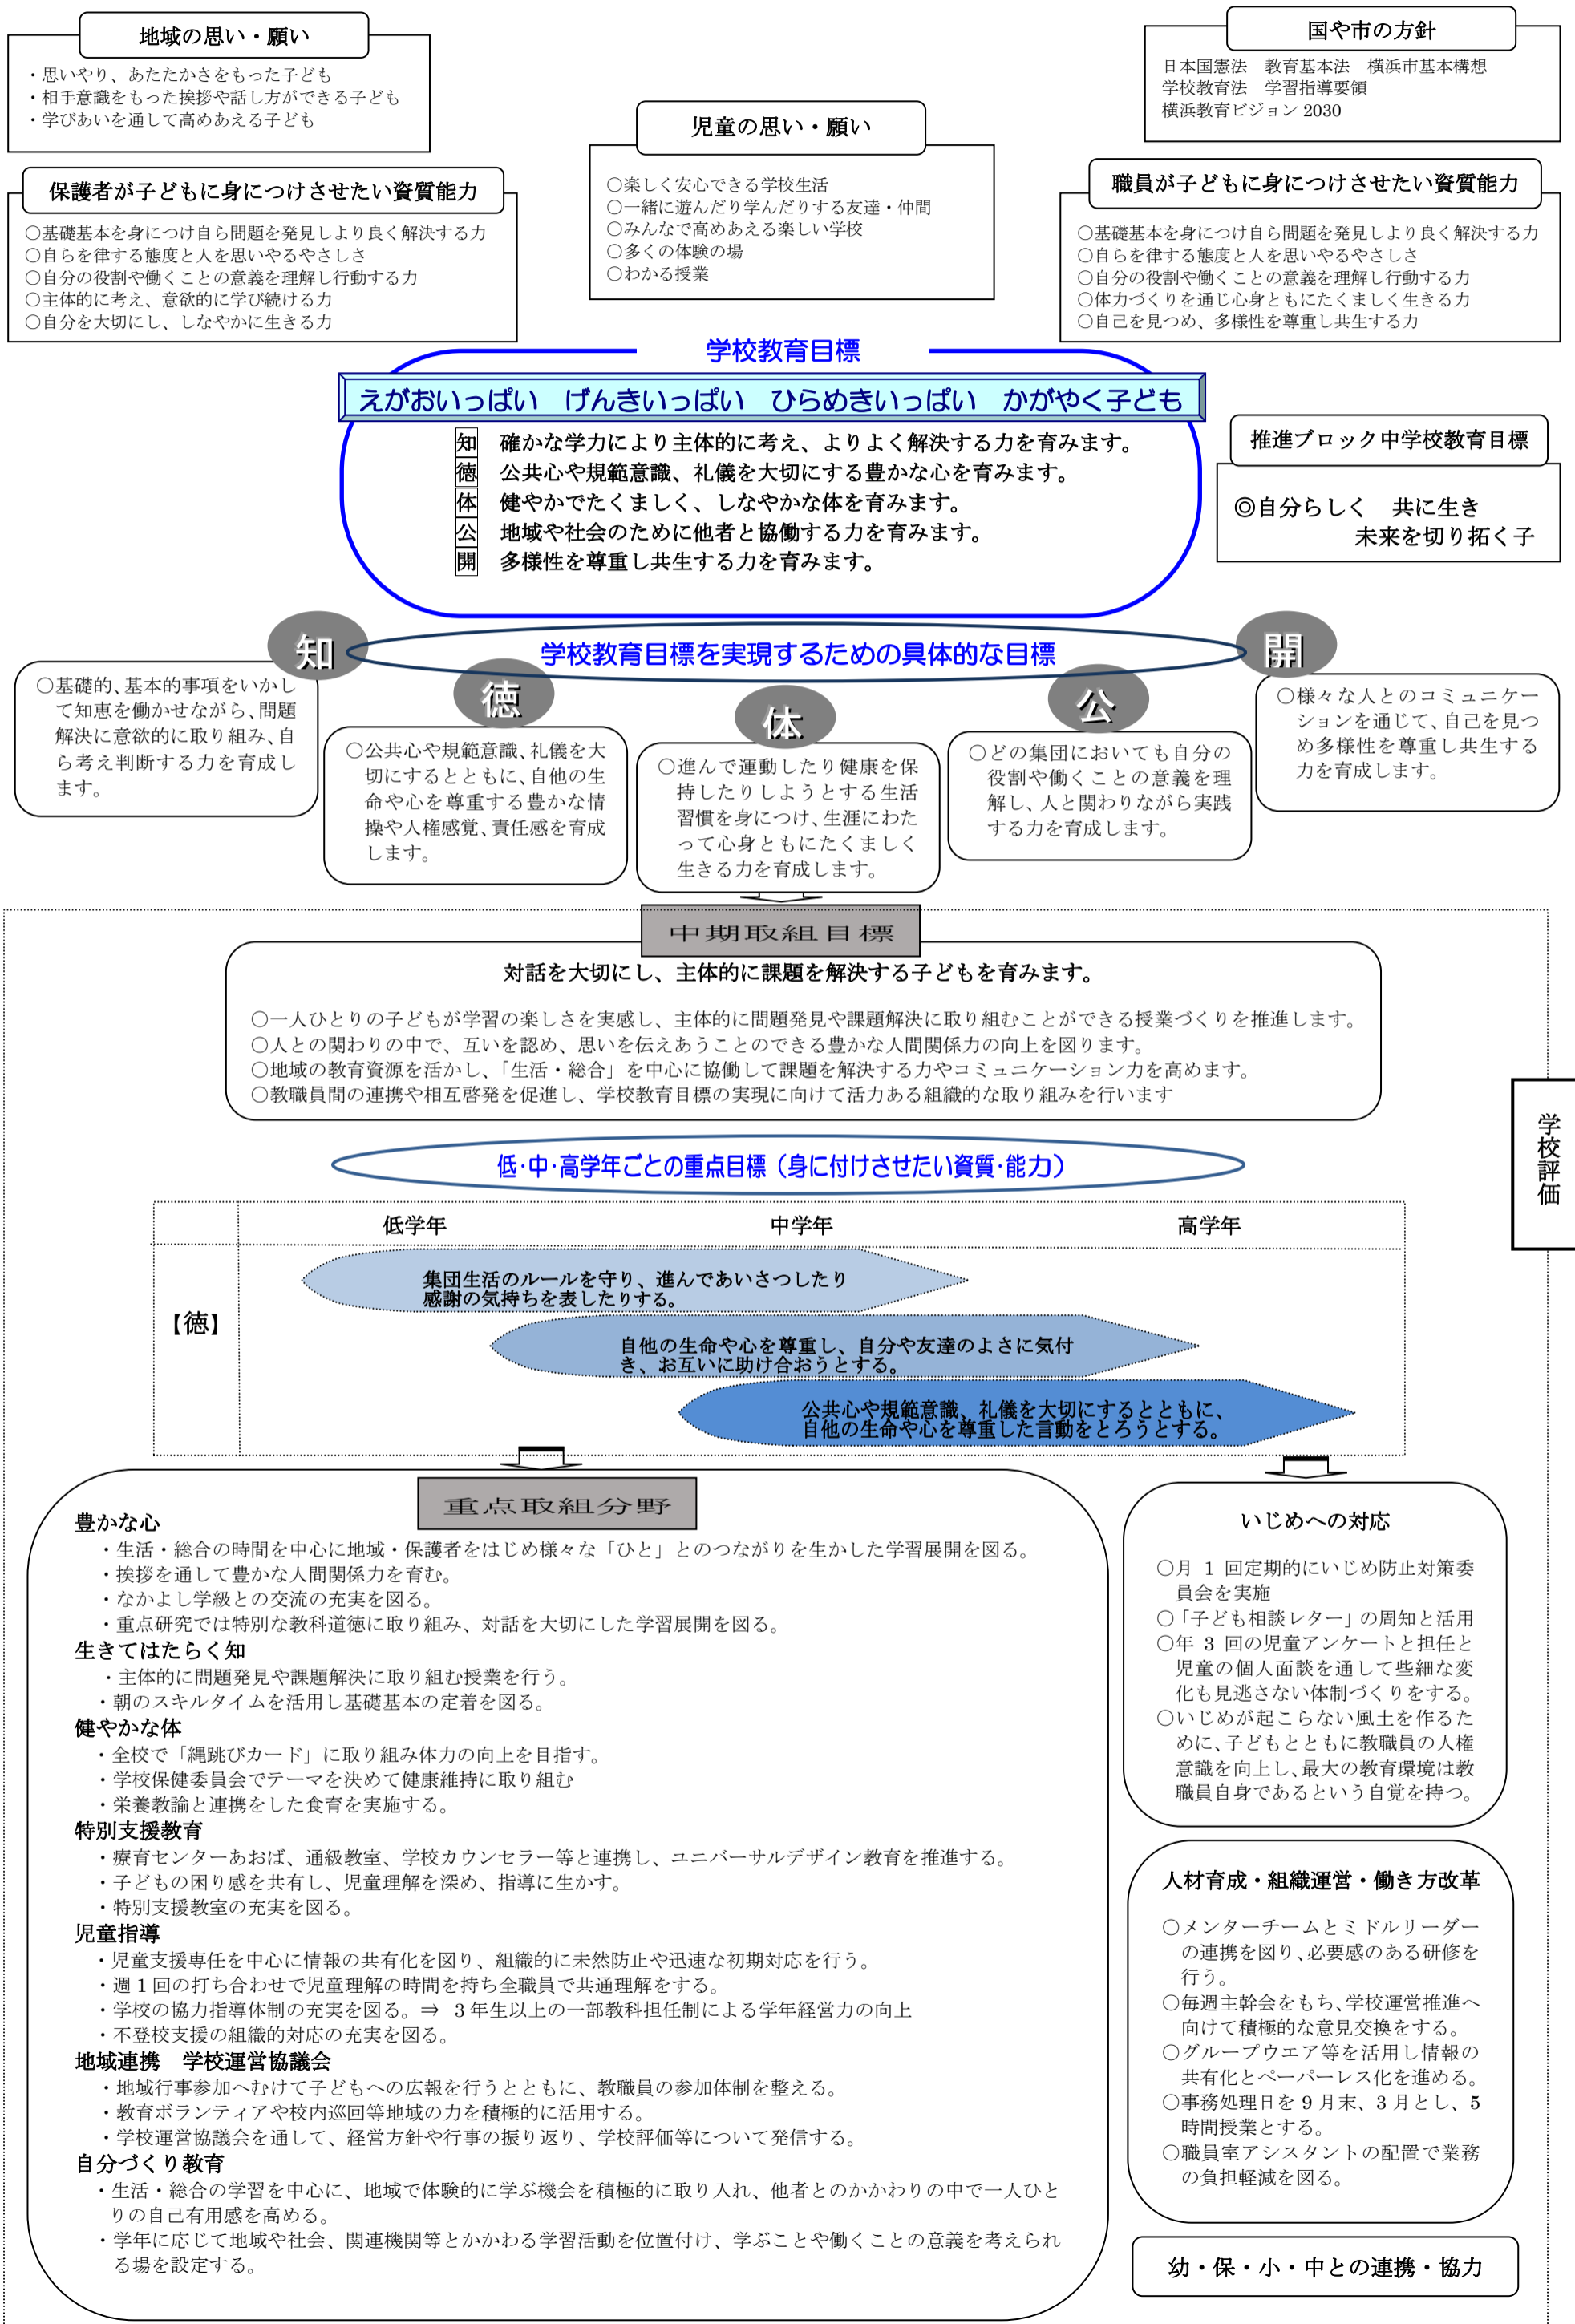 地域の思い・願い
・思いやり、あたたかさをもった子ども
・相手意識をもった挨拶や話し方ができる子ども
・学びあいを通して高めあえる子ども
国や市の方針
日本国憲法　教育基本法　横浜市基本構想
学校教育法　学習指導要領
横浜教育ビジョン 2030
児童の思い・願い
○楽しく安心できる学校生活
○一緒に遊んだり学んだりする友達・仲間
○みんなで高めあえる楽しい学校
○多くの体験の場
○わかる授業
保護者が子どもに身につけさせたい資質能力
○基礎基本を身につけ自ら問題を発見しより良く解決する力
○自らを律する態度と人を思いやるやさしさ
○自分の役割や働くことの意義を理解し行動する力
○主体的に考え、意欲的に学び続ける力
○自分を大切にし、しなやかに生きる力
職員が子どもに身につけさせたい資質能力
○基礎基本を身につけ自ら問題を発見しより良く解決する力
○自らを律する態度と人を思いやるやさしさ
○自分の役割や働くことの意義を理解し行動する力
○体力づくりを通じ心身ともにたくましく生きる力
○自己を見つめ、多様性を尊重し共生する力
学校教育目標
えがおいっぱい　げんきいっぱい　ひらめきいっぱい　かがやく子ども
知　確かな学力により主体的に考え、よりよく解決する力を育みます。
徳　公共心や規範意識、礼儀を大切にする豊かな心を育みます。
体　健やかでたくましく、しなやかな体を育みます。
公　地域や社会のために他者と協働する力を育みます。
開　多様性を尊重し共生する力を育みます。
推進ブロック中学校教育目標
◎自分らしく　共に生き
未来を切り拓く子
学校教育目標を実現するための具体的な目標
知
○基礎的、基本的事項をいかし
て知恵を働かせながら、問題
解決に意欲的に取り組み、自
ら考え判断する力を育成し
ます。
徳
○公共心や規範意識、礼儀を大
切にするとともに、自他の生
命や心を尊重する豊かな情
操や人権感覚、責任感を育成
します。
体
○進んで運動したり健康を保
持したりしようとする生活
習慣を身につけ、生涯にわた
って心身ともにたくましく
生きる力を育成します。
公
○どの集団においても自分の
役割や働くことの意義を理
解し、人と関わりながら実践
する力を育成します。
開
○様々な人とのコミュニケー
ションを通じて、自己を見つ
め多様性を尊重し共生する
力を育成します。
中期取組目標
対話を大切にし、主体的に課題を解決する子どもを育みます。
○一人ひとりの子どもが学習の楽しさを実感し、主体的に問題発見や課題解決に取り組むことができる授業づくりを推進します。
○人との関わりの中で、互いを認め、思いを伝えあうことのできる豊かな人間関係力の向上を図ります。
○地域の教育資源を活かし、「生活・総合」を中心に協働して課題を解決する力やコミュニケーション力を高めます。
○教職員間の連携や相互啓発を促進し、学校教育目標の実現に向けて活力ある組織的な取り組みを行います
学校評価
低・中・高学年ごとの重点目標（身に付けさせたい資質・能力）
低学年　中学年　高学年
【徳】
集団生活のルールを守り、進んであいさつしたり
感謝の気持ちを表したりする。
自他の生命や心を尊重し、自分や友達のよさに気付
き、お互いに助け合おうとする。
公共心や規範意識、礼儀を大切にするとともに、
自他の生命や心を尊重した言動をとろうとする。
重点取組分野
豊かな心
・生活・総合の時間を中心に地域・保護者をはじめ様々な「ひと」とのつながりを生かした学習展開を図る。
・挨拶を通して豊かな人間関係力を育む。
・なかよし学級との交流の充実を図る。
・重点研究では特別な教科道徳に取り組み、対話を大切にした学習展開を図る。
生きてはたらく知
・主体的に問題発見や課題解決に取り組む授業を行う。
・朝のスキルタイムを活用し基礎基本の定着を図る。
健やかな体
・全校で「縄跳びカード」に取り組み体力の向上を目指す。
・学校保健委員会でテーマを決めて健康維持に取り組む
・栄養教諭と連携をした食育を実施する。
特別支援教育
・療育センターあおば、通級教室、学校カウンセラー等と連携し、ユニバーサルデザイン教育を推進する。
・子どもの困り感を共有し、児童理解を深め、指導に生かす。
・特別支援教室の充実を図る。
児童指導
・児童支援専任を中心に情報の共有化を図り、組織的に未然防止や迅速な初期対応を行う。
・週1回の打ち合わせで児童理解の時間を持ち全職員で共通理解をする。
・学校の協力指導体制の充実を図る。⇒ 3年生以上の一部教科担任制による学年経営力の向上
・不登校支援の組織的対応の充実を図る。
地域連携　学校運営協議会
・地域行事参加へむけて子どもへの広報を行うとともに、教職員の参加体制を整える。
・教育ボランティアや校内巡回等地域の力を積極的に活用する。
・学校運営協議会を通して、経営方針や行事の振り返り、学校評価等について発信する。
自分づくり教育
・生活・総合の学習を中心に、地域で体験的に学ぶ機会を積極的に取り入れ、他者とのかかわりの中で一人ひと
りの自己有用感を高める。
・学年に応じて地域や社会、関連機関等とかかわる学習活動を位置付け、学ぶことや働くことの意義を考えられ
る場を設定する。
いじめへの対応
○月 1 回定期的にいじめ防止対策委
員会を実施
○「子ども相談レター」の周知と活用
○年 3 回の児童アンケートと担任と
児童の個人面談を通して些細な変
化も見逃さない体制づくりをする。
○いじめが起こらない風土を作るた
めに、子どもとともに教職員の人権
意識を向上し、最大の教育環境は教
職員自身であるという自覚を持つ。
人材育成・組織運営・働き方改革
○メンターチームとミドルリーダー
の連携を図り、必要感のある研修を
行う。
○毎週主幹会をもち、学校運営推進へ
向けて積極的な意見交換をする。
○グループウエア等を活用し情報の
共有化とペーパーレス化を進める。
○事務処理日を 9 月末、3 月とし、5
時間授業とする。
○職員室アシスタントの配置で業務
の負担軽減を図る。
幼・保・小・中との連携・協力